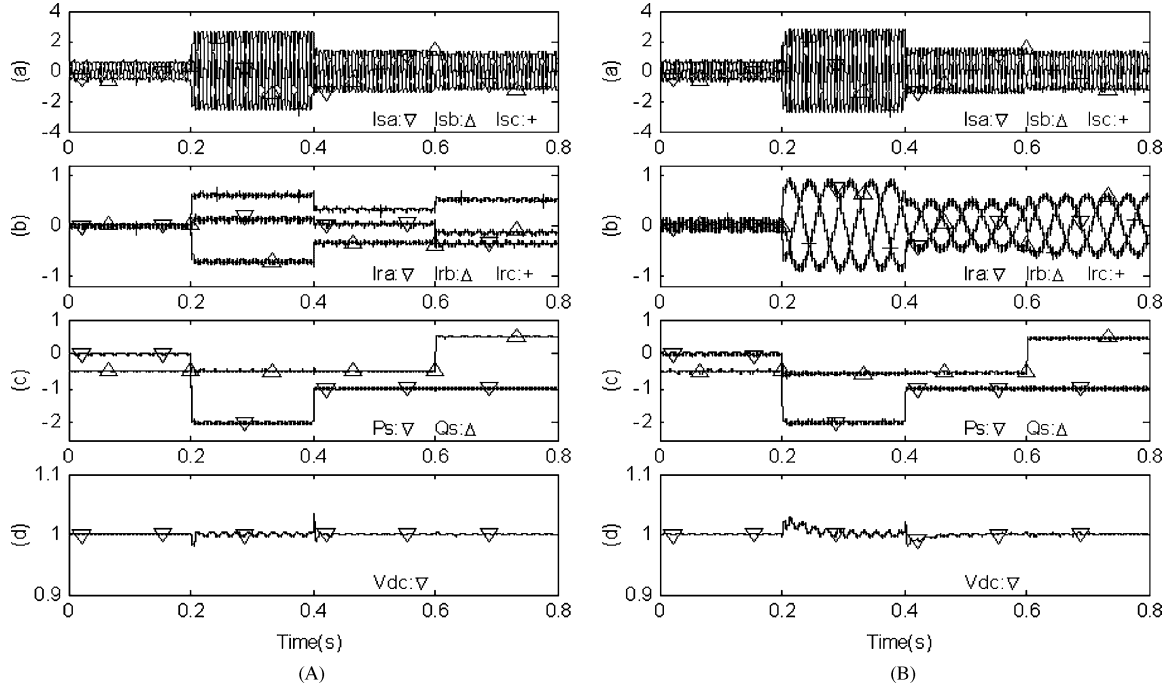 4
2
0
-2
-4
(a)
Isa:▽ Isb:△ Isc:+
0 0.2 0.4 0.6 0.8
1
0
-1
(b)
Ira:▽ Irb:△ Irc:+
0 0.2 0.4 0.6 0.8
1
0
-1
-2
(c)
Ps:▽ Qs:△
0 0.2 0.4 0.6 0.8
1.1
1
0.9
(d)
Vdc:▽
0 0.2 0.4 0.6 0.8
Time(s)
(A)
4
2
0
-2
-4
(a)
Isa:▽ Isb:△ Isc:+
0 0.2 0.4 0.6 0.8
1
0
-1
(b)
Ira:▽ Irb:△ Irc:+
0 0.2 0.4 0.6 0.8
1
0
-1
-2
(c)
Ps:▽ Qs:△
0 0.2 0.4 0.6 0.8
1.1
1
0.9
(d)
Vdc:▽
0 0.2 0.4 0.6 0.8
Time(s)
(B)